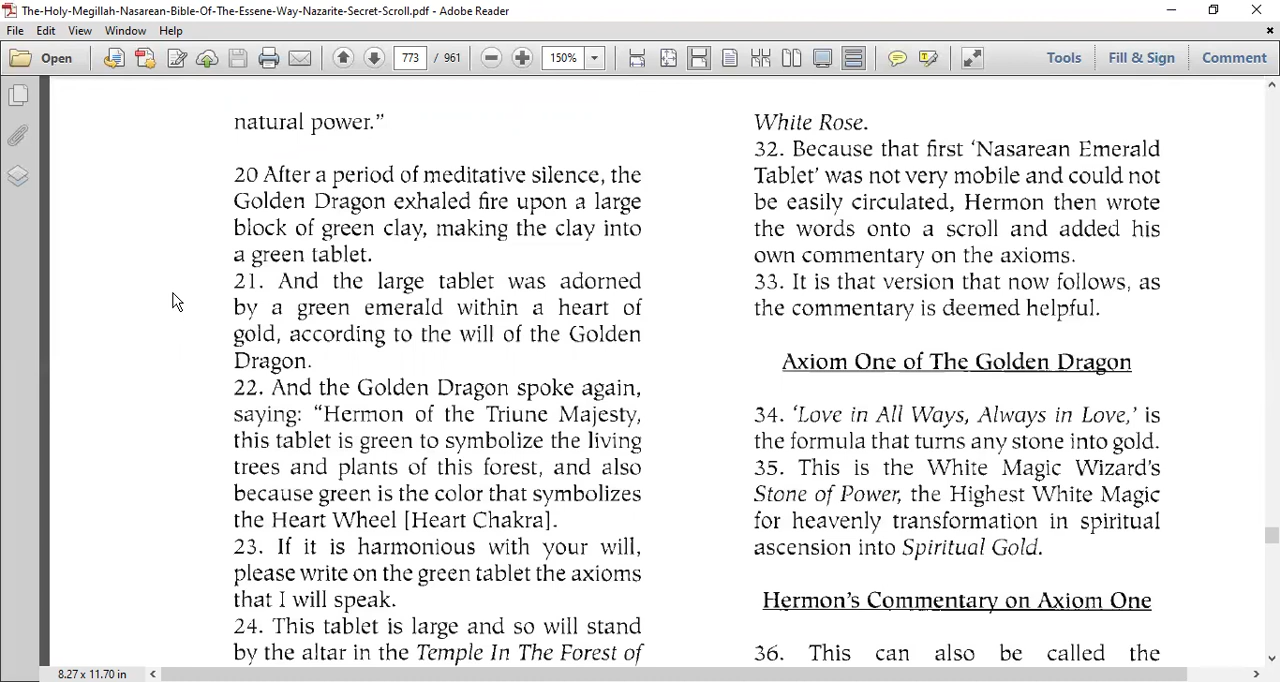 The-Holy-Megillah-Nasarean-Bible-Of-The-Essene-Way-Nazarite-Secret-Scroll.pdf - Adobe Reader
File Edit View Window Help
Open 773 / 961 150% Tools Fill & Sign Comment
natural power.”
20 After a period of meditative silence, the
Golden Dragon exhaled fire upon a large
block of green clay, making the clay into
a green tablet.
21. And the large tablet was adorned
by a green emerald within a heart of
gold, according to the will of the Golden
Dragon.
22. And the Golden Dragon spoke again,
saying: “Hermon of the Triune Majesty,
this tablet is green to symbolize the living
trees and plants of this forest, and also
because green is the color that symbolizes
the Heart Wheel [Heart Chakra].
23. If it is harmonious with your will,
please write on the green tablet the axioms
that I will speak.
24. This tablet is large and so will stand
by the altar in the Temple In The Forest of
White Rose.
32. Because that first ‘Nasarean Emerald
Tablet’ was not very mobile and could not
be easily circulated, Hermon then wrote
the words onto a scroll and added his
own commentary on the axioms.
33. It is that version that now follows, as
the commentary is deemed helpful.
Axiom One of The Golden Dragon
34. ‘Love in All Ways, Always in Love,’ is
the formula that turns any stone into gold.
35. This is the White Magic Wizard’s
Stone of Power, the Highest White Magic
for heavenly transformation in spiritual
ascension into Spiritual Gold.
Hermon’s Commentary on Axiom One
36. This can also be called the
8.27 x 11.70 in